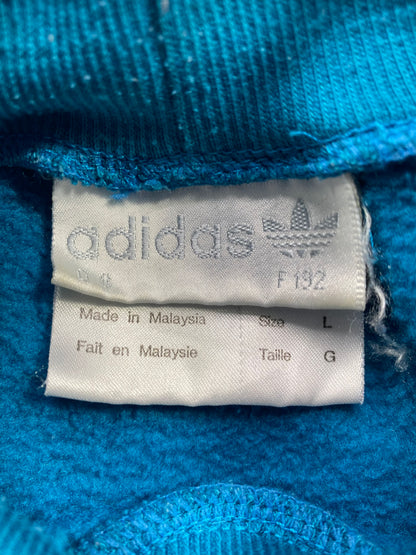 adidas
F 192
Made in Malaysia Size L
Fait en Malaysie Taille G